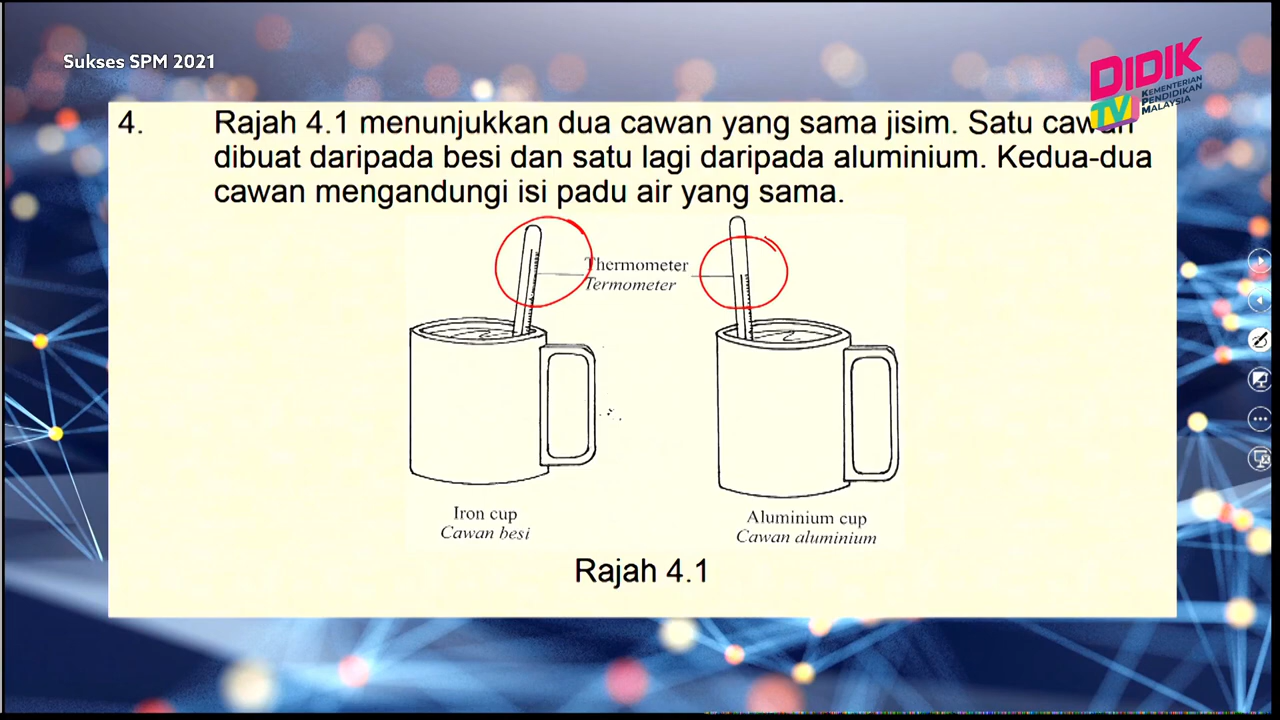 Sukses SPM 2021
DIDIK
TV
KEMENTERIAN
PENDIDIKAN
MALAYSIA
4. Rajah 4.1 menunjukkan dua cawan yang sama jisim. Satu cawan
dibuat daripada besi dan satu lagi daripada aluminium. Kedua-dua
cawan mengandungi isi padu air yang sama.
Thermometer
Termometer
Iron cup
Cawan besi
Aluminium cup
Cawan aluminium
Rajah 4.1